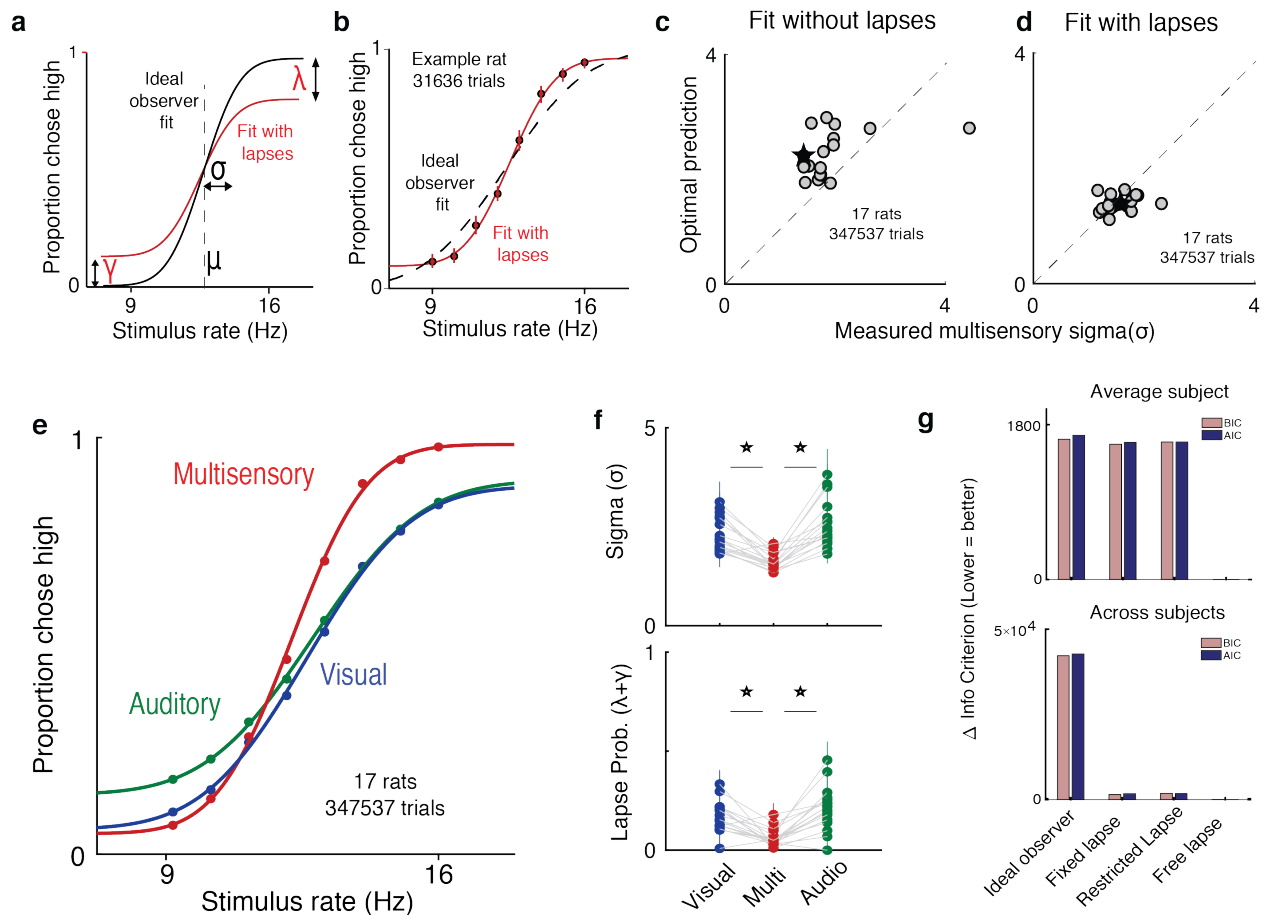 a
1
0
Proportion chose high
Ideal
observer
fit
λ
Fit with
lapses
σ
μ
γ
9
16
Stimulus rate (Hz)
b
1
0
Proportion chose high
Example rat
31636 trials
Ideal
observer
fit
Fit with
lapses
9
16
Stimulus rate (Hz)
c
Fit without lapses
4
0
Optimal prediction
17 rats
347537 trials
0
4
d
Fit with lapses
4
2
0
17 rats
347537 trials
0
4
Measured multisensory sigma(σ)
e
1
0
Proportion chose high
Multisensory
Auditory
Visual
17 rats
347537 trials
9
16
Stimulus rate (Hz)
f
5
0
Sigma (σ)
1
0
Lapse Prob. (λ+γ)
Visual
Multi
Audio
g
Average subject
1800
0
BIC
AIC
Across subjects
5×10⁴
0
BIC
AIC
Δ Info Criterion (Lower = better)
Ideal observer
Fixed lapse
Restricted Lapse
Free lapse